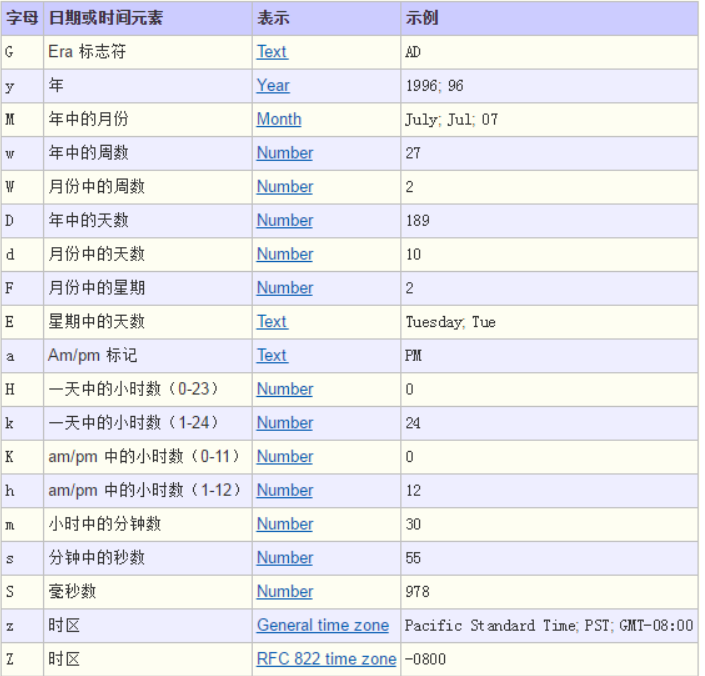 字母 日期或时间元素 表示 示例
G Era 标志符 Text AD
y 年 Year 1996; 96
M 年中的月份 Month July; Jul; 07
w 年中的周数 Number 27
W 月份中的周数 Number 2
D 年中的天数 Number 189
d 月份中的天数 Number 10
F 月份中的星期 Number 2
E 星期中的天数 Text Tuesday; Tue
a Am/pm 标记 Text PM
H 一天中的小时数（0-23） Number 0
k 一天中的小时数（1-24） Number 24
K am/pm 中的小时数（0-11） Number 0
h am/pm 中的小时数（1-12） Number 12
m 小时中的分钟数 Number 30
s 分钟中的秒数 Number 55
S 毫秒数 Number 978
z 时区 General time zone Pacific Standard Time; PST; GMT-08:00
Z 时区 RFC 822 time zone -0800